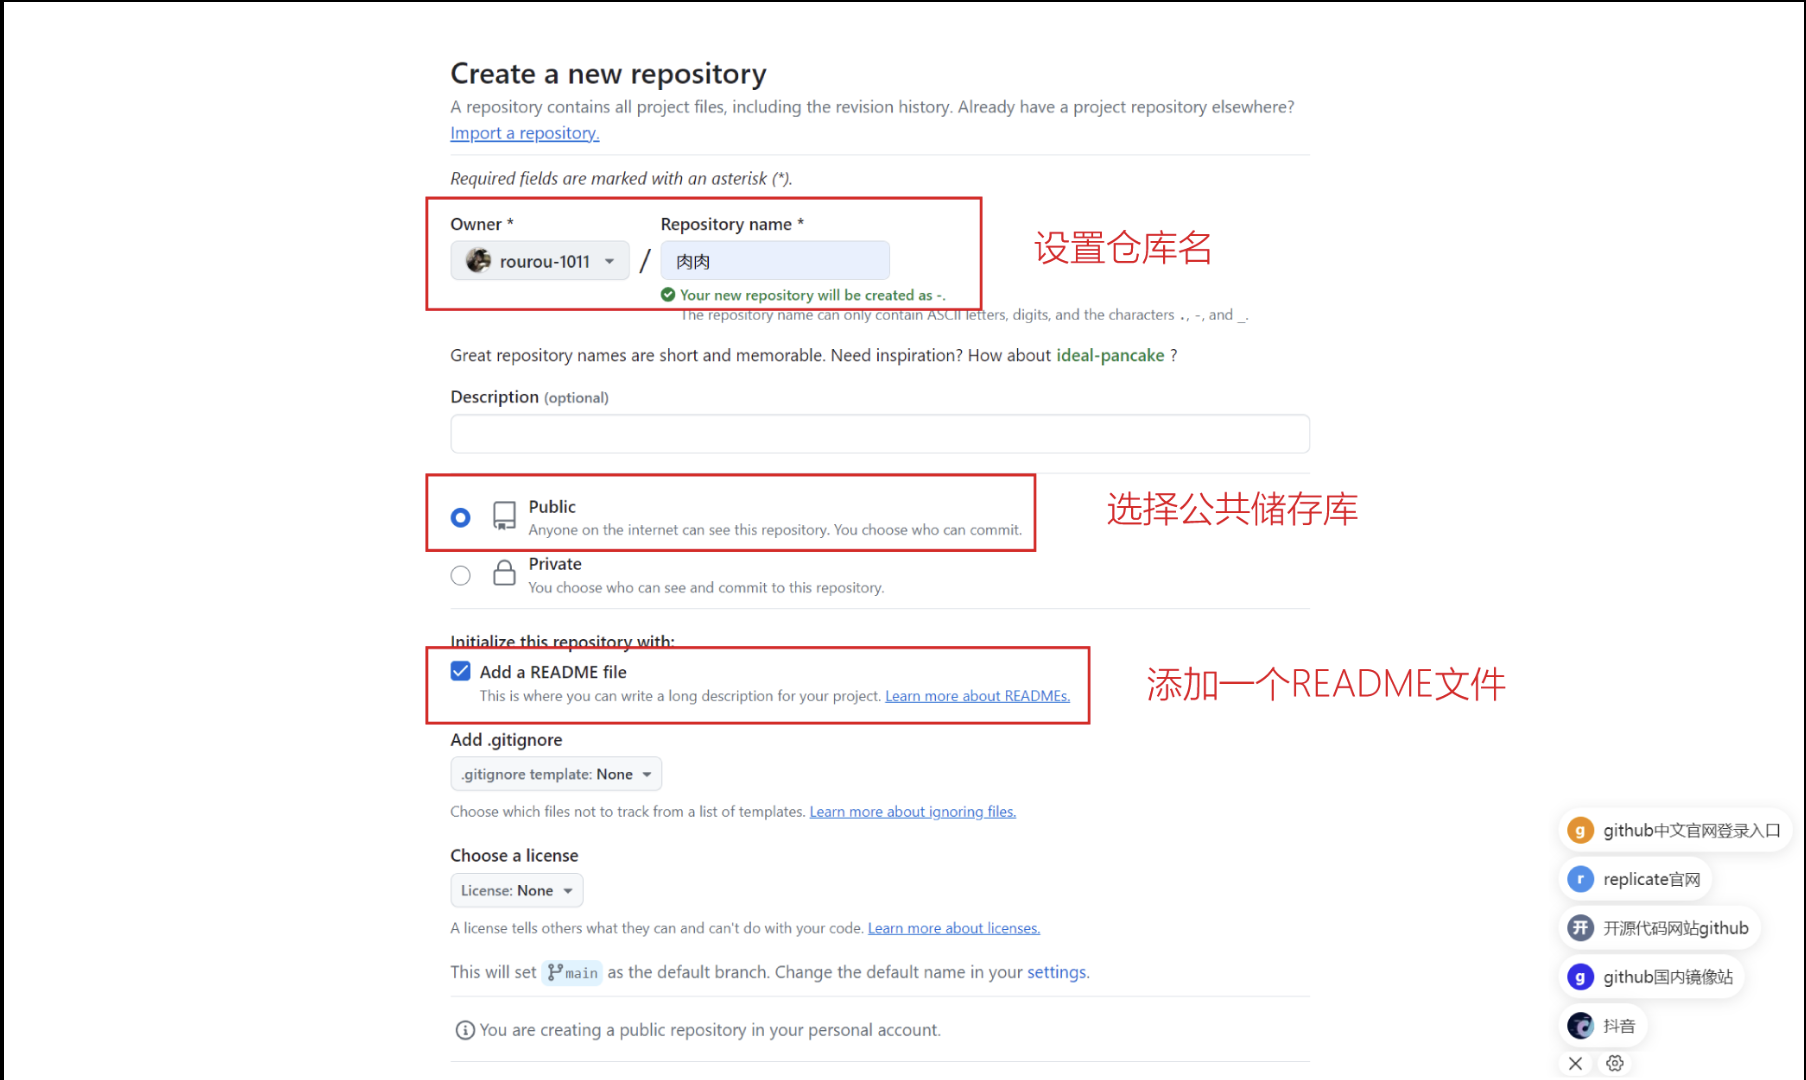 Create a new repository
A repository contains all project files, including the revision history. Already have a project repository elsewhere?
Import a repository.
Required fields are marked with an asterisk (*).
Owner *
Repository name *
rourou-1011
/
肉肉
设置仓库名
Your new repository will be created as -.
The repository name can only contain ASCII letters, digits, and the characters ., -, and _.
Great repository names are short and memorable. Need inspiration? How about ideal-pancake ?
Description (optional)
Public
Anyone on the internet can see this repository. You choose who can commit.
选择公共储存库
Private
You choose who can see and commit to this repository.
Initialize this repository with:
Add a README file
This is where you can write a long description for your project. Learn more about READMEs.
添加一个README文件
Add .gitignore
.gitignore template: None
Choose which files not to track from a list of templates. Learn more about ignoring files.
Choose a license
License: None
A license tells others what they can and can't do with your code. Learn more about licenses.
This will set main as the default branch. Change the default name in your settings.
You are creating a public repository in your personal account.
g github中文官网登录入口
r replicate官网
开 开源代码网站github
g github国内镜像站
抖音